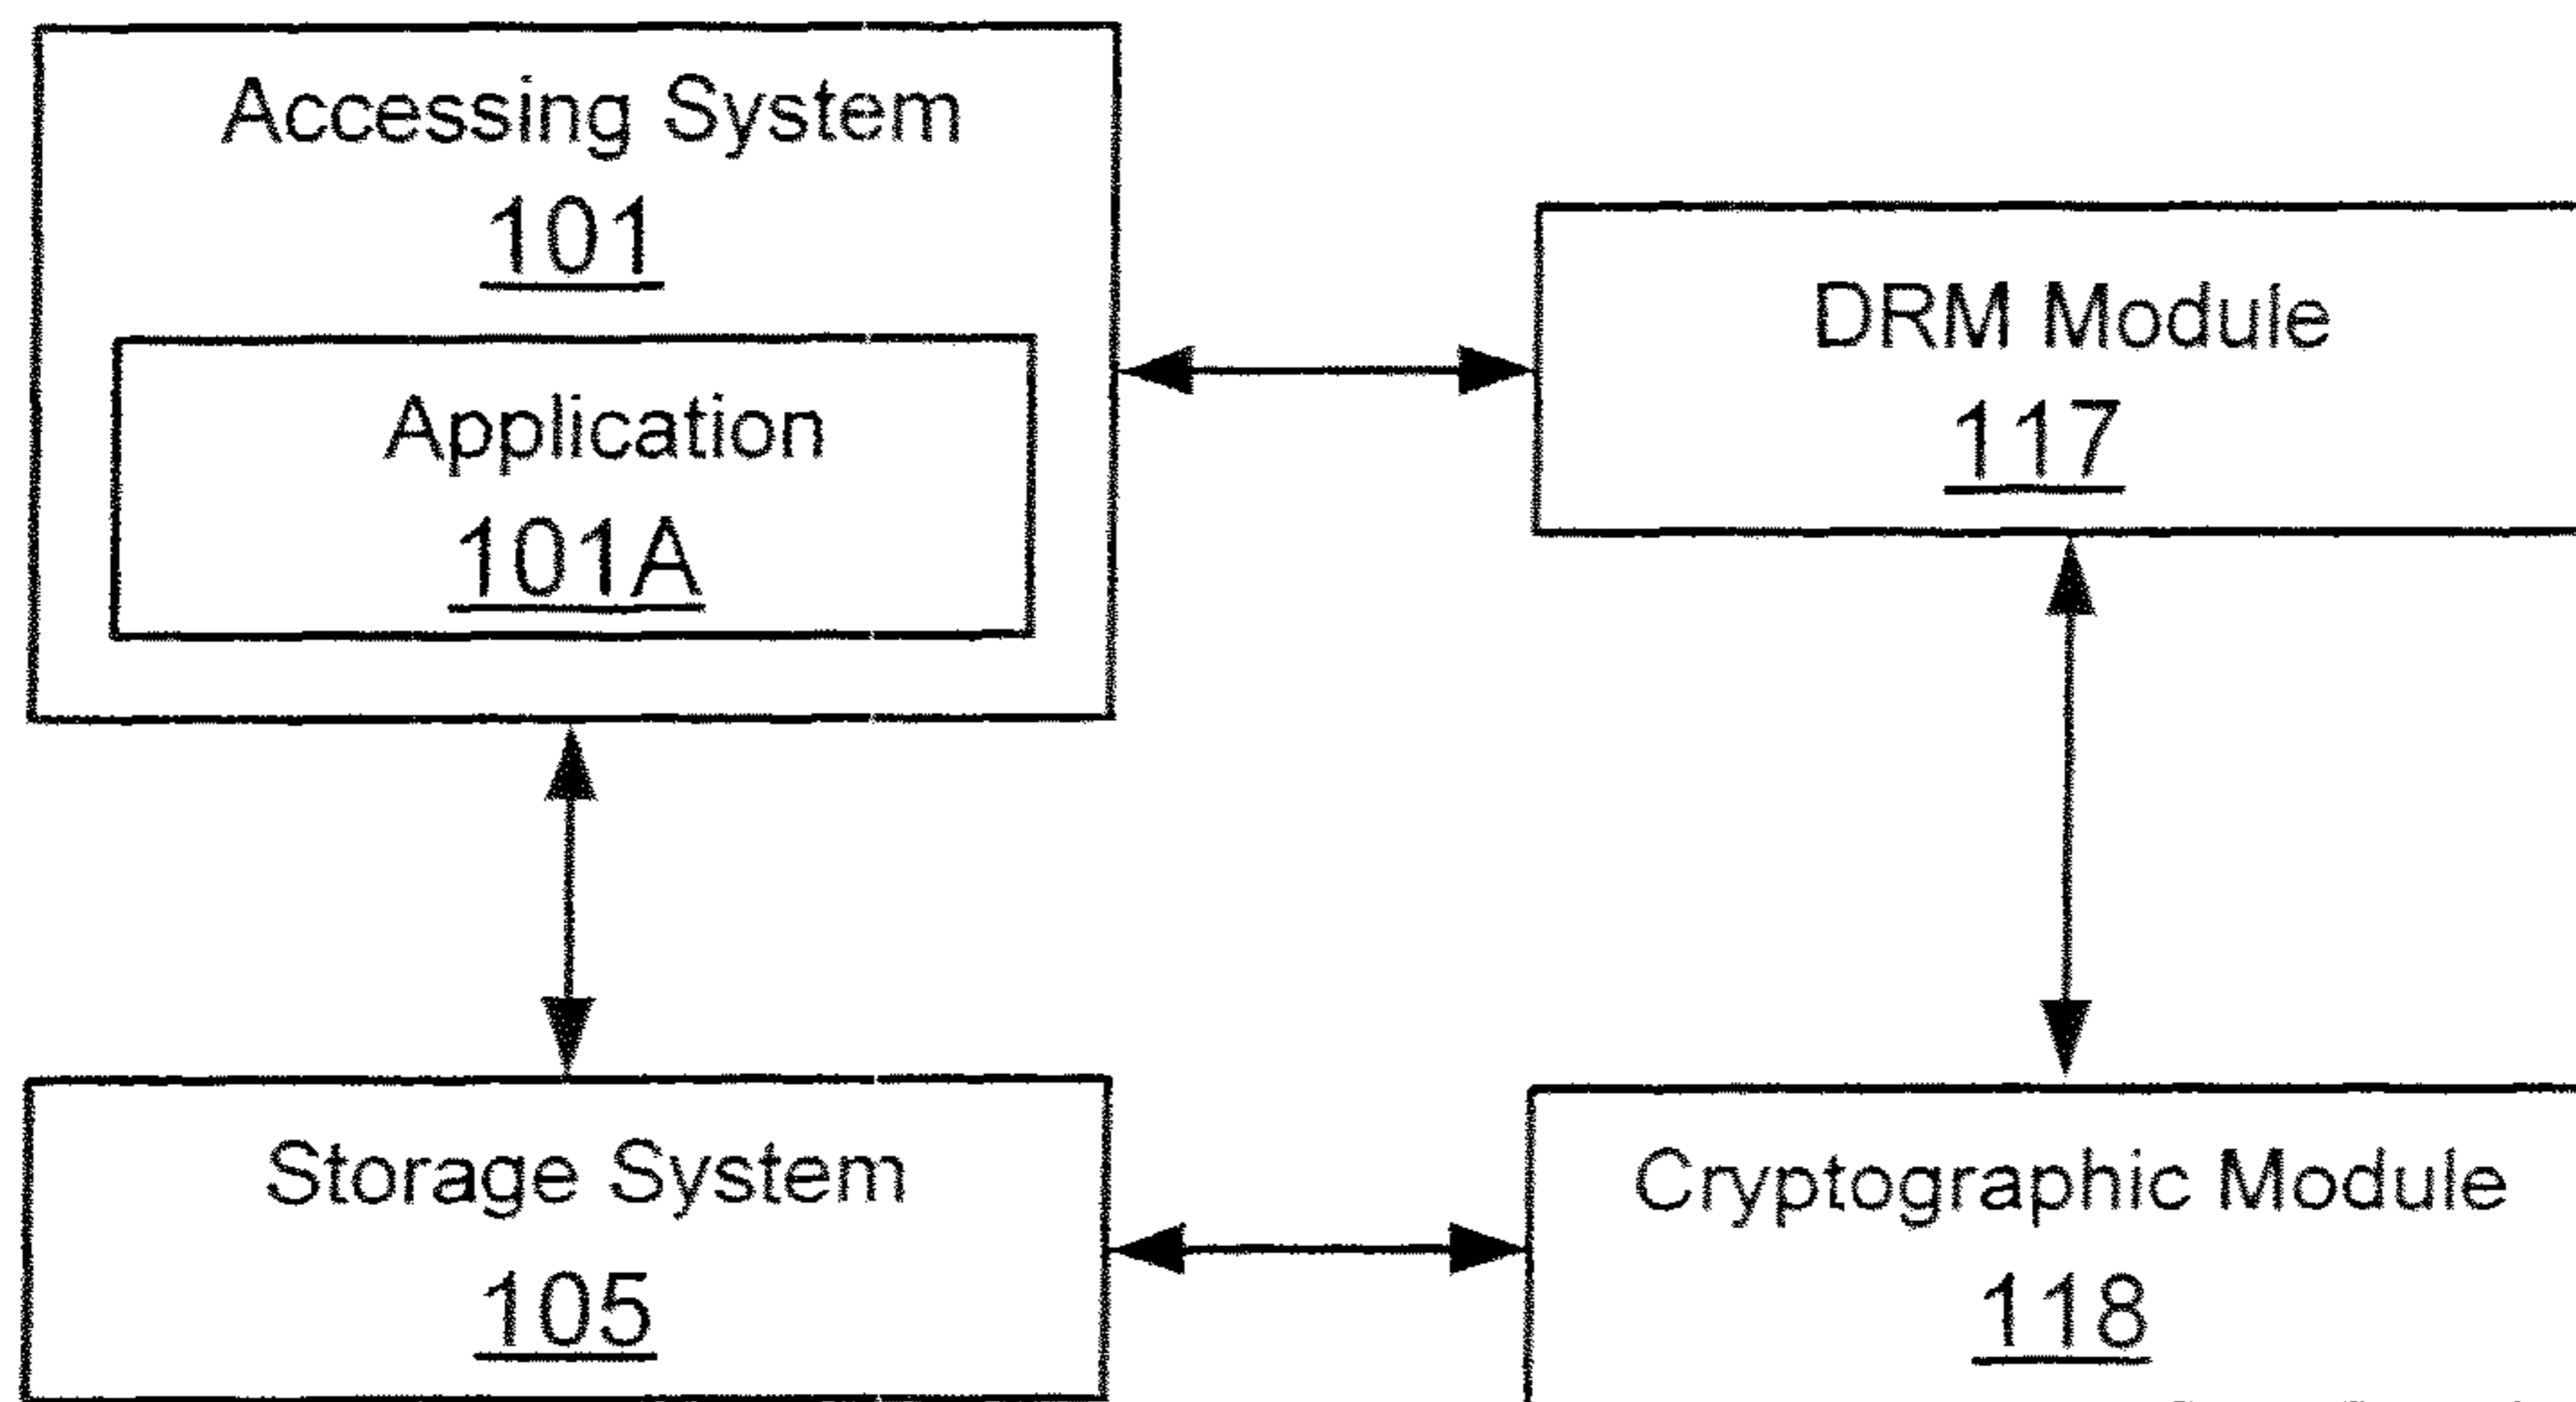 Accessing System
101
Application
101A
DRM Module
117
Storage System
105
Cryptographic Module
118